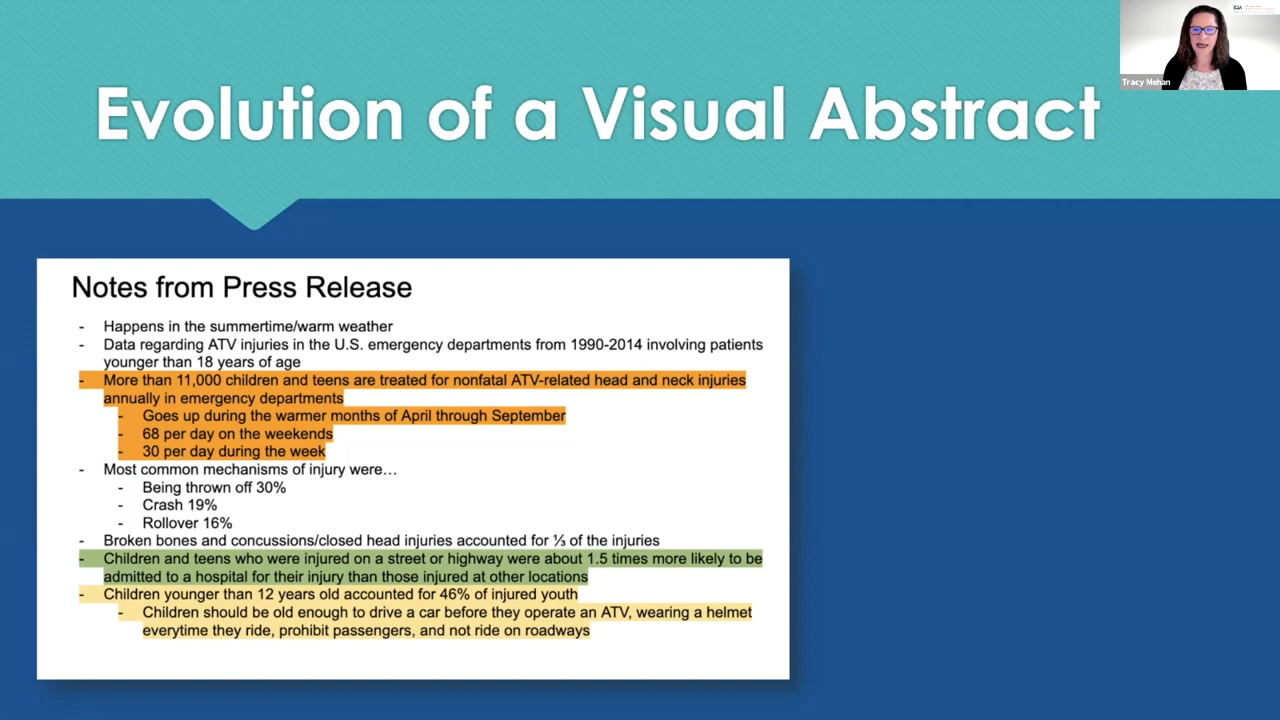 Evolution of a Visual Abstract
Tracy Mehan
Notes from Press Release
- Happens in the summertime/warm weather
- Data regarding ATV injuries in the U.S. emergency departments from 1990-2014 involving patients
younger than 18 years of age
- More than 11,000 children and teens are treated for nonfatal ATV-related head and neck injuries
annually in emergency departments
- Goes up during the warmer months of April through September
- 68 per day on the weekends
- 30 per day during the week
- Most common mechanisms of injury were…
- Being thrown off 30%
- Crash 19%
- Rollover 16%
- Broken bones and concussions/closed head injuries accounted for ⅓ of the injuries
- Children and teens who were injured on a street or highway were about 1.5 times more likely to be
admitted to a hospital for their injury than those injured at other locations
- Children younger than 12 years old accounted for 46% of injured youth
- Children should be old enough to drive a car before they operate an ATV, wearing a helmet
everytime they ride, prohibit passengers, and not ride on roadways